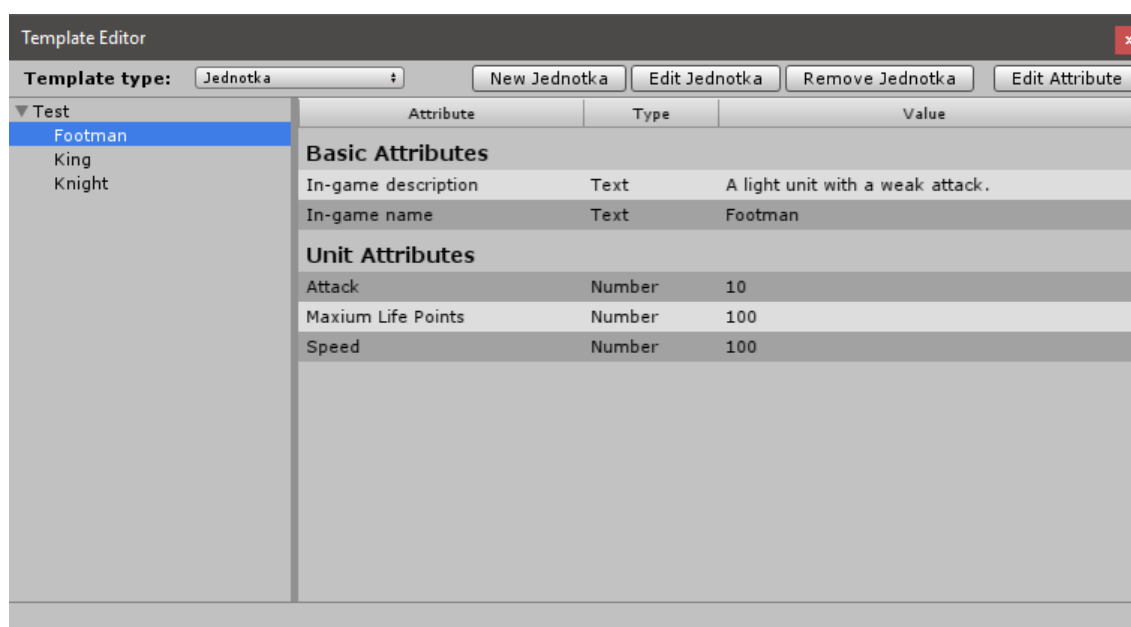 Template Editor
Template type: Jednotka New Jednotka Edit Jednotka Remove Jednotka Edit Attribute
Test Attribute Type Value
Footman
King Basic Attributes
Knight In-game description Text A light unit with a weak attack.
In-game name Text Footman
Unit Attributes
Attack Number 10
Maxium Life Points Number 100
Speed Number 100